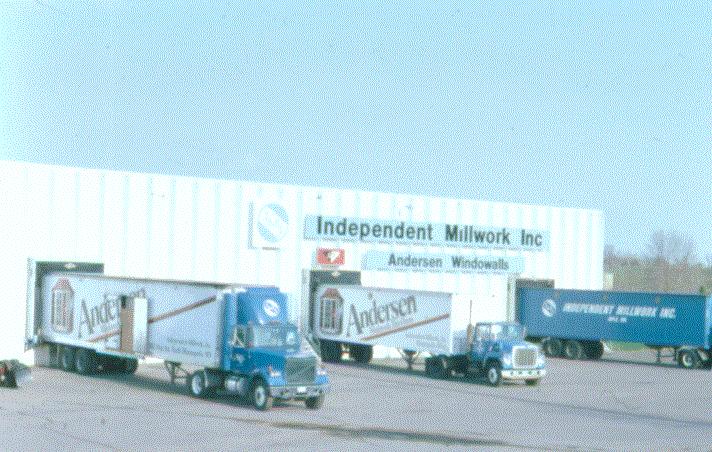 Independent Millwork Inc
Andersen Windowalls
Andersen
Andersen
INDEPENDENT MILLWORK INC.